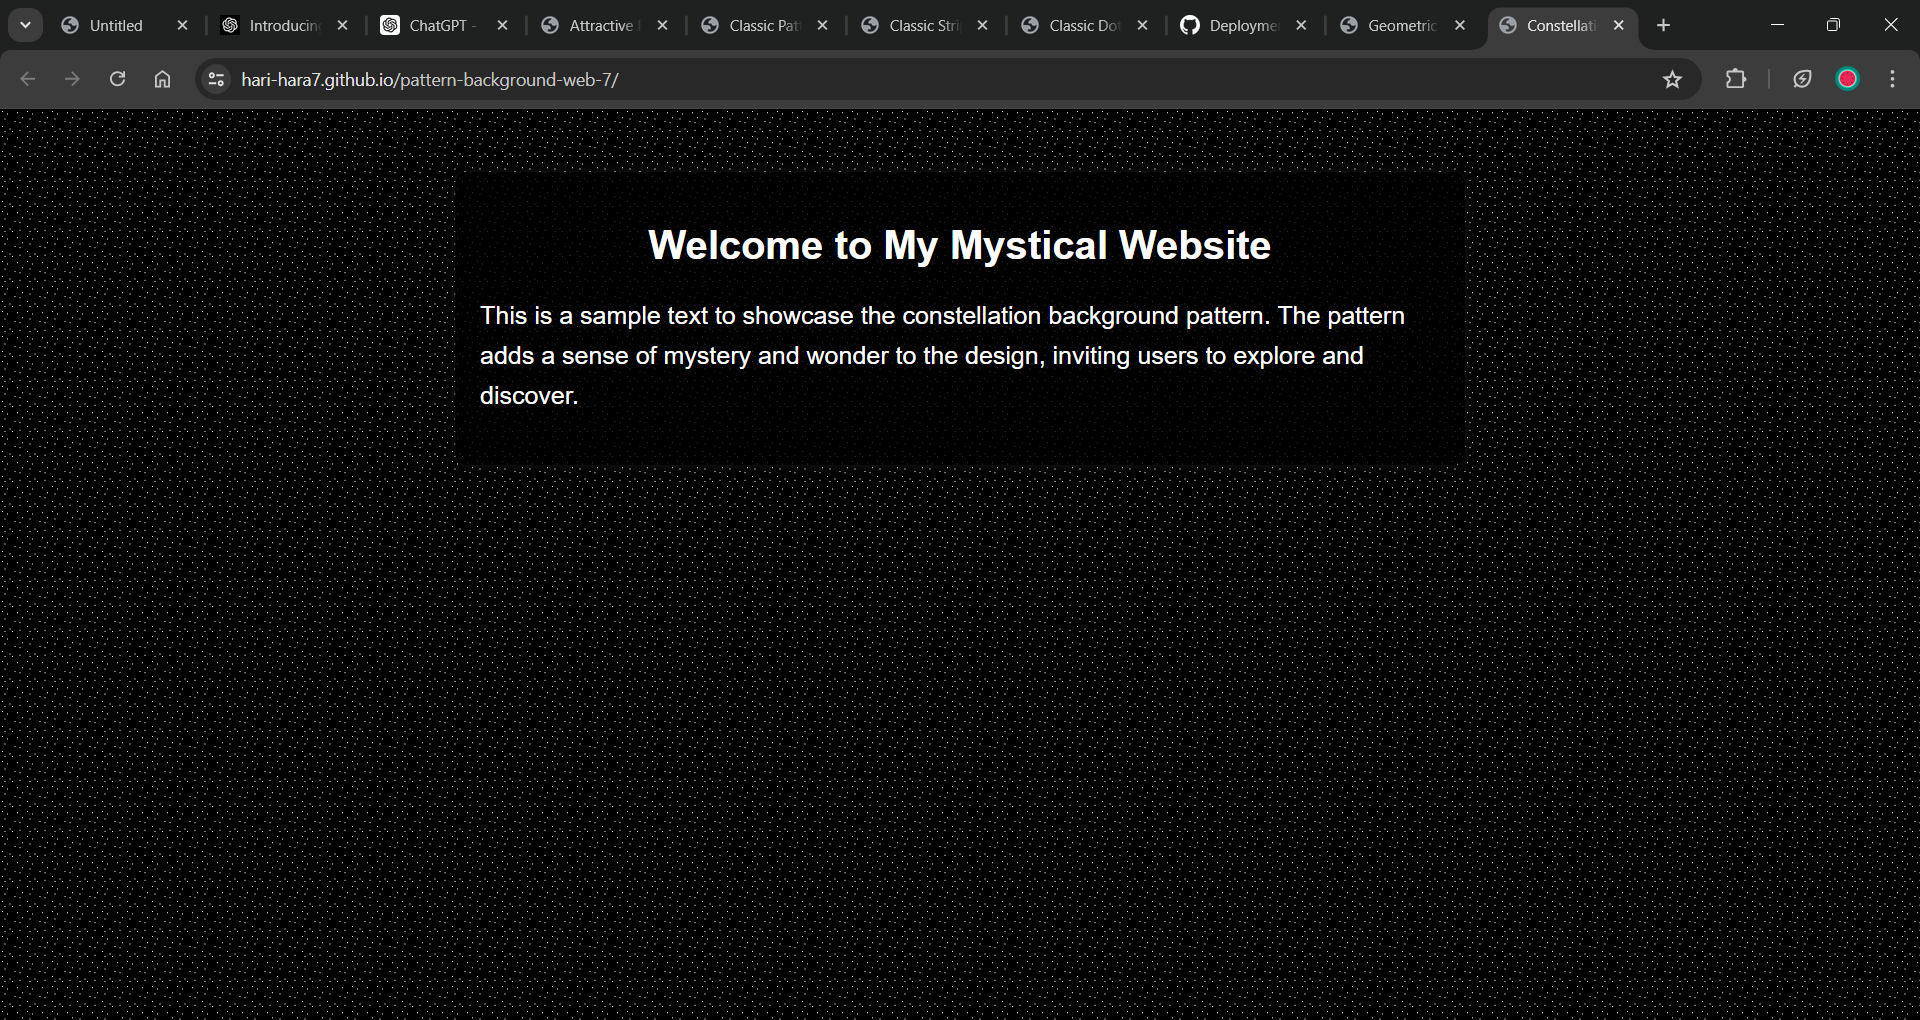 Untitled
Introducin
ChatGPT -
Attractive
Classic Pat
Classic Stri
Classic Dot
Deployme
Geometric
Constellati
hari-hara7.github.io/pattern-background-web-7/
Welcome to My Mystical Website
This is a sample text to showcase the constellation background pattern. The pattern
adds a sense of mystery and wonder to the design, inviting users to explore and
discover.